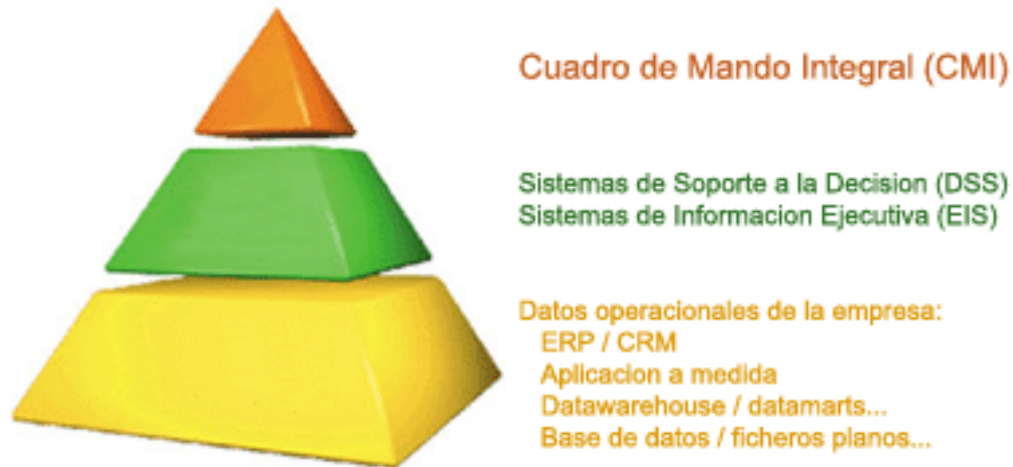 Cuadro de Mando Integral (CMI)
Sistemas de Soporte a la Decision (DSS)
Sistemas de Informacion Ejecutiva (EIS)
Datos operacionales de la empresa:
ERP / CRM
Aplicacion a medida
Datawarehouse / datamarts...
Base de datos / ficheros planos...